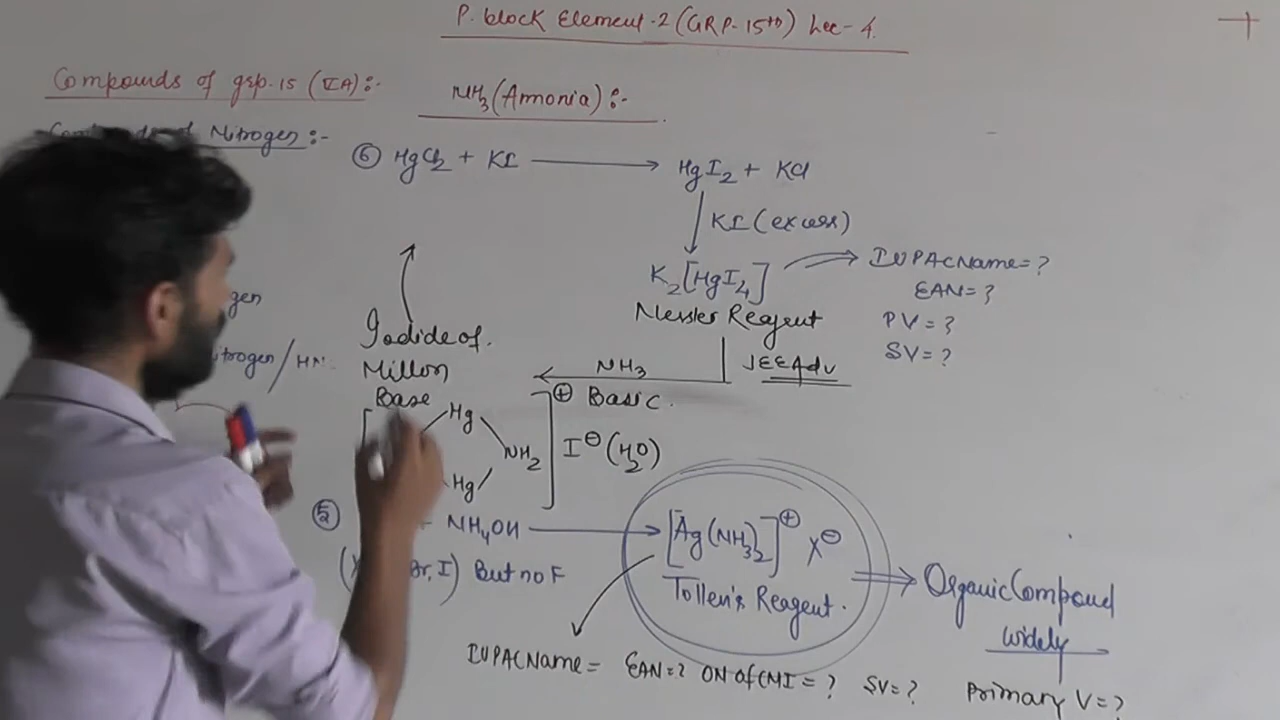 P. block Element-2 (GRP-15th) Lec-4.
Compounds of grp.15 (VA):-
NH3 (Amonia):-
Nitrogen:-
⑥ HgCl2 + KI ⟶ HgI2 + KCl
↓ KI (excess)
K2[HgI4]
IUPAC Name = ?
EAN = ?
PV = ?
SV = ?
Nessler Reagent
JEE Adv
NH3
Basic.
Iodide of.
Millon
Base
Hg
NH2
Hg
]⊕ I⊖ (H2O)
⑤ + NH4OH ⟶ [Ag(NH3)2]⊕ X⊖
Br, I) But no F
Tollen's Reagent.
Organic Compound
widely
IUPAC Name = EAN = ? ON of CMI = ? SV = ? Primary V = ?